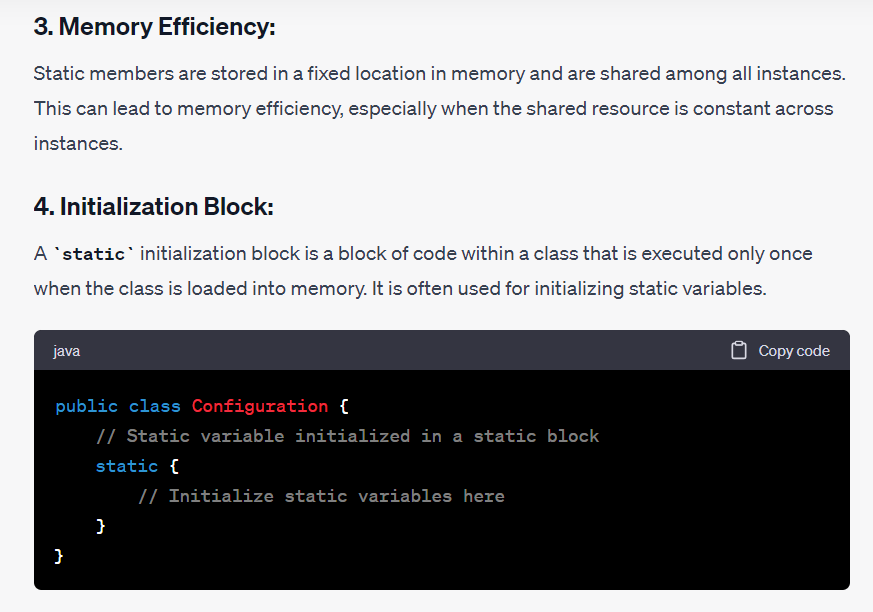 3. Memory Efficiency:
Static members are stored in a fixed location in memory and are shared among all instances.
This can lead to memory efficiency, especially when the shared resource is constant across
instances.
4. Initialization Block:
A `static` initialization block is a block of code within a class that is executed only once
when the class is loaded into memory. It is often used for initializing static variables.
java Copy code
public class Configuration {
    // Static variable initialized in a static block
    static {
        // Initialize static variables here
    }
}